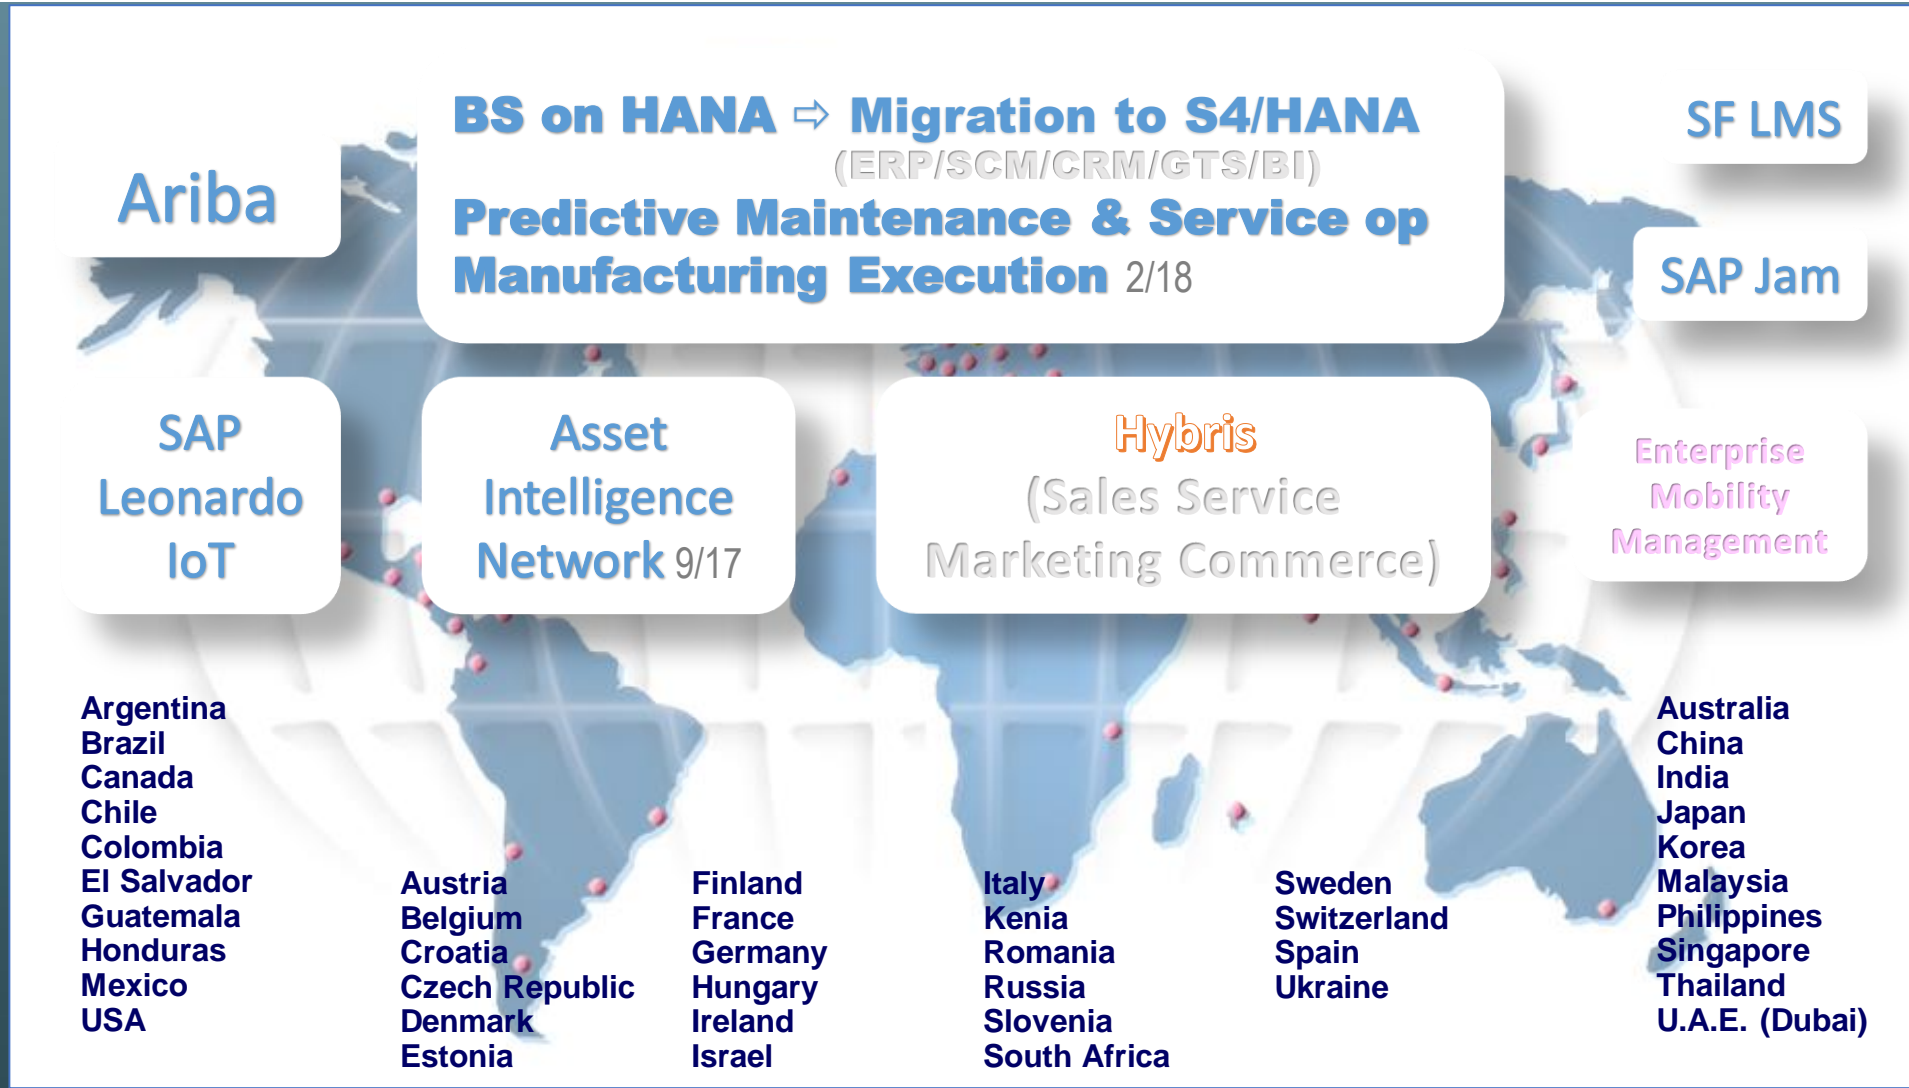 BS on HANA ⇨ Migration to S4/HANA
(ERP/SCM/CRM/GTS/BI)
Predictive Maintenance & Service op
Manufacturing Execution 2/18
Ariba
SF LMS
SAP Jam
SAP
Leonardo
IoT
Asset
Intelligence
Network 9/17
Hybris
(Sales Service
Marketing Commerce)
Enterprise
Mobility
Management
Argentina
Brazil
Canada
Chile
Colombia
El Salvador
Guatemala
Honduras
Mexico
USA
Austria
Belgium
Croatia
Czech Republic
Denmark
Estonia
Finland
France
Germany
Hungary
Ireland
Israel
Italy
Kenia
Romania
Russia
Slovenia
South Africa
Sweden
Switzerland
Spain
Ukraine
Australia
China
India
Japan
Korea
Malaysia
Philippines
Singapore
Thailand
U.A.E. (Dubai)